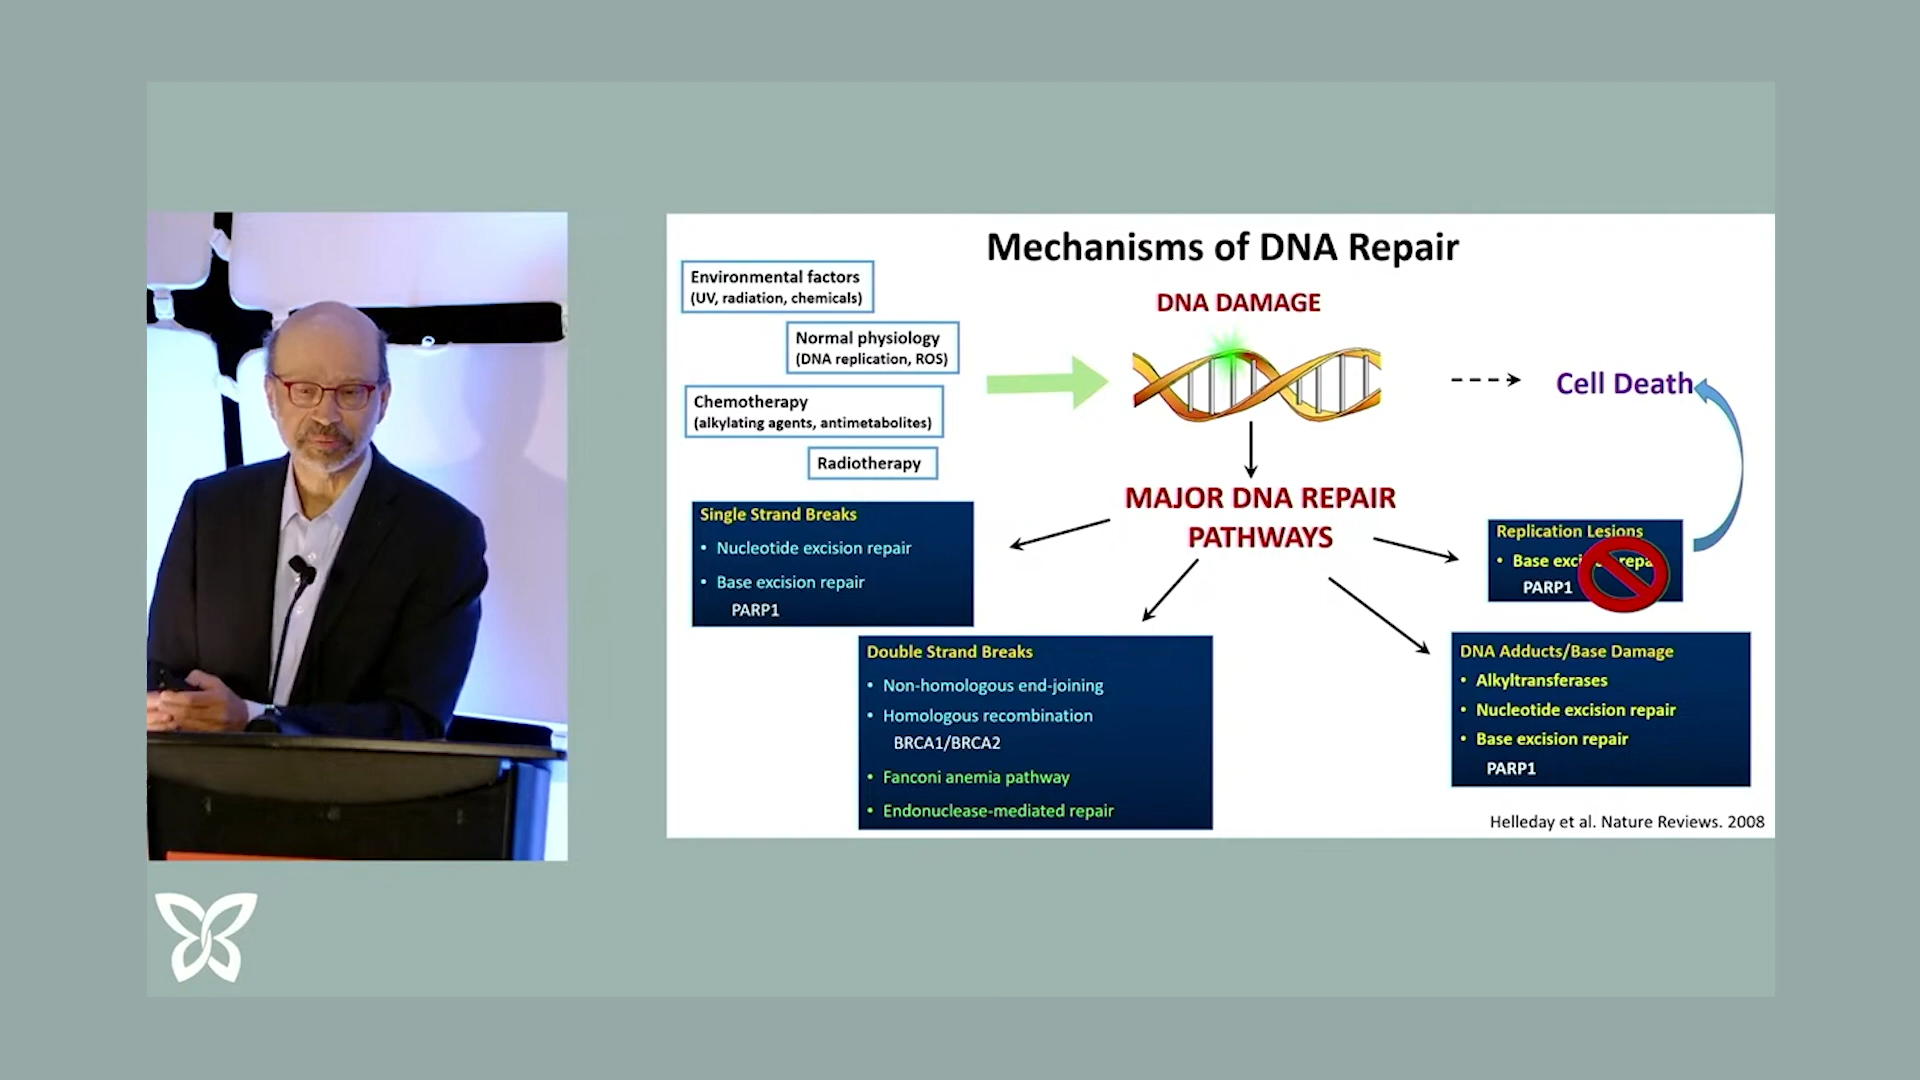 Mechanisms of DNA Repair
Environmental factors
(UV, radiation, chemicals)
Normal physiology
(DNA replication, ROS)
Chemotherapy
(alkylating agents, antimetabolites)
Radiotherapy
DNA DAMAGE
Cell Death
MAJOR DNA REPAIR
PATHWAYS
Single Strand Breaks
• Nucleotide excision repair
• Base excision repair
PARP1
Double Strand Breaks
• Non-homologous end-joining
• Homologous recombination
BRCA1/BRCA2
• Fanconi anemia pathway
• Endonuclease-mediated repair
Replication Lesions
• Base
PARP1
DNA Adducts/Base Damage
• Alkyltransferases
• Nucleotide excision repair
• Base excision repair
PARP1
Helleday et al. Nature Reviews. 2008